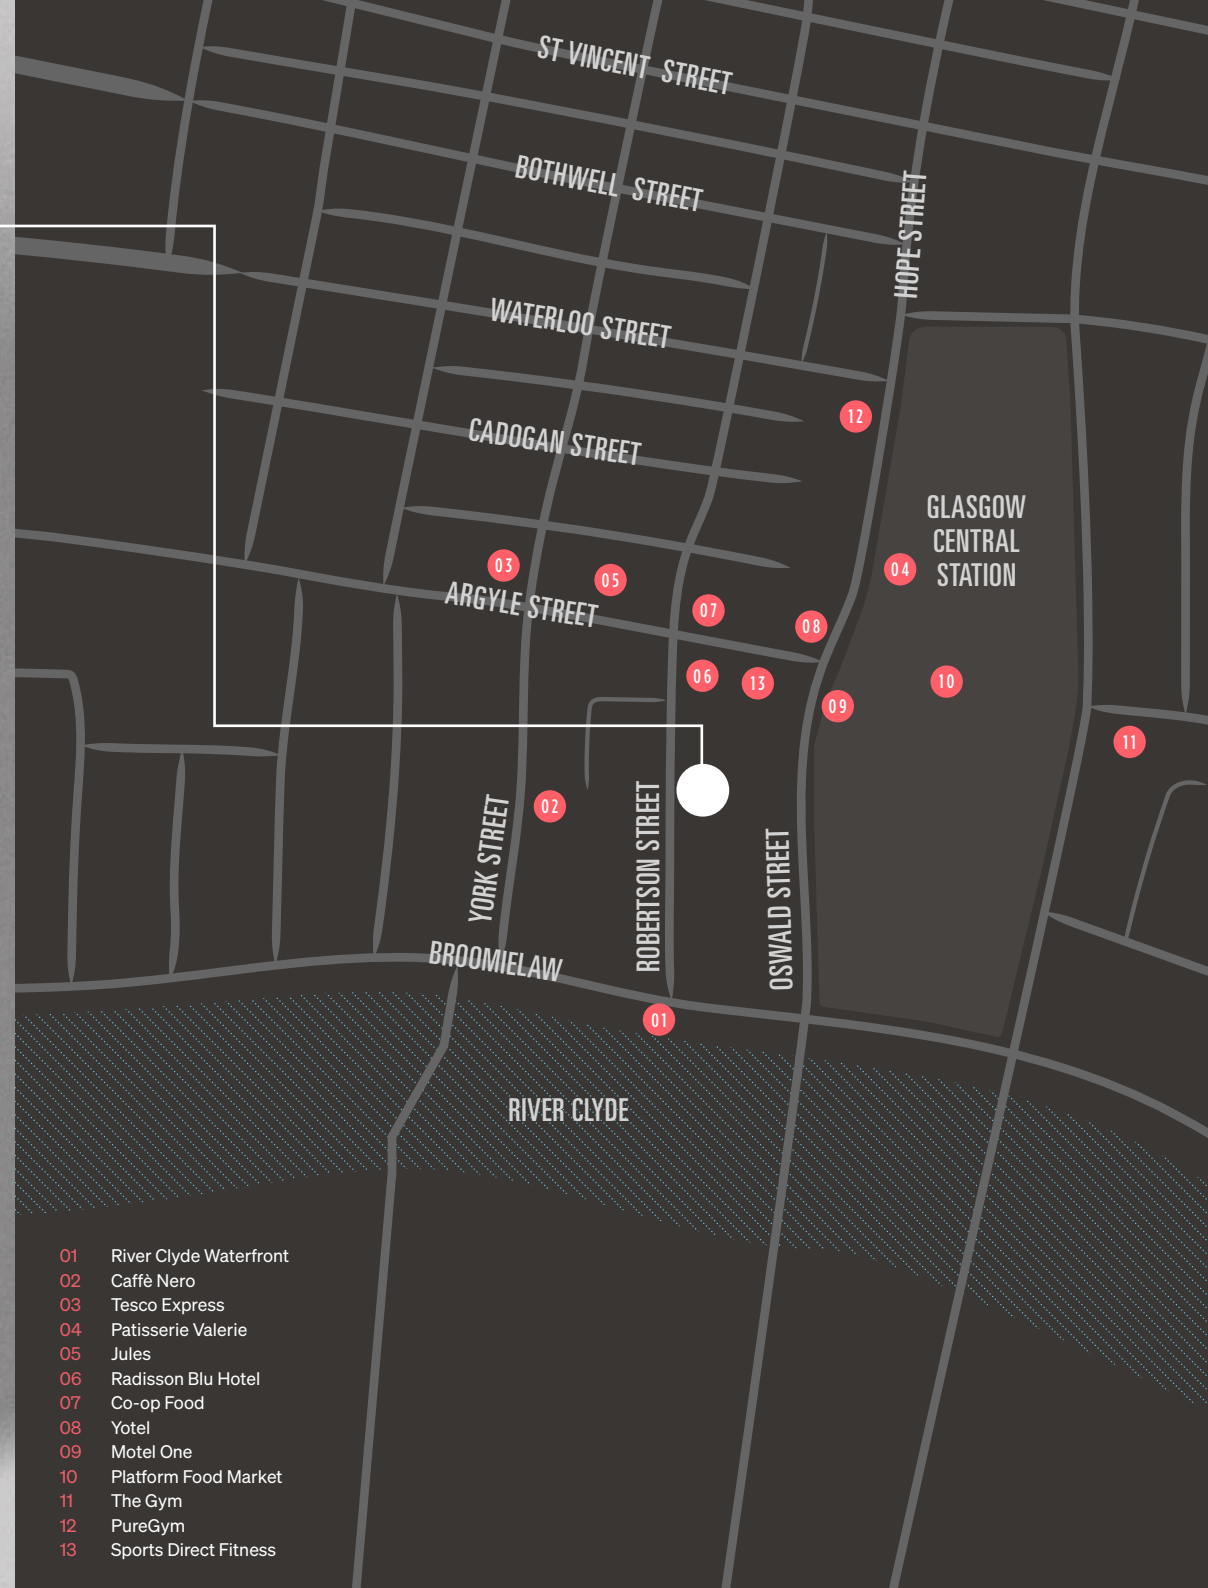 ST VINCENT STREET
BOTHWELL STREET
HOPE STREET
WATERLOO STREET
12
CADOGAN STREET
GLASGOW
CENTRAL
STATION
03
05
04
ARGYLE STREET
07
08
06
13
10
09
11
02
YORK STREET
ROBERTSON STREET
OSWALD STREET
BROOMIELAW
01
RIVER CLYDE
01 River Clyde Waterfront
02 Caffè Nero
03 Tesco Express
04 Patisserie Valerie
05 Jules
06 Radisson Blu Hotel
07 Co-op Food
08 Yotel
09 Motel One
10 Platform Food Market
11 The Gym
12 PureGym
13 Sports Direct Fitness